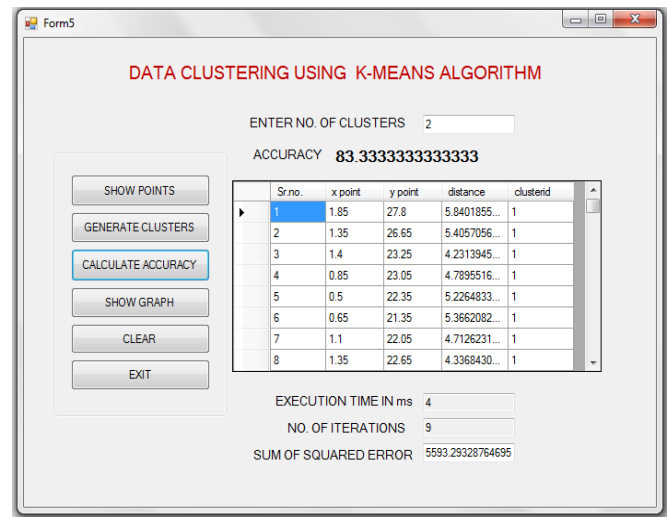 Form5
DATA CLUSTERING USING K-MEANS ALGORITHM
ENTER NO. OF CLUSTERS 2
ACCURACY 83.3333333333333
SHOW POINTS
GENERATE CLUSTERS
CALCULATE ACCURACY
SHOW GRAPH
CLEAR
EXIT
Sr.no. x point y point distance clusterid
1 1.85 27.8 5.8401855... 1
2 1.35 26.65 5.4057056... 1
3 1.4 23.25 4.2313945... 1
4 0.85 23.05 4.7895516... 1
5 0.5 22.35 5.2264833... 1
6 0.65 21.35 5.3662082... 1
7 1.1 22.05 4.7126231... 1
8 1.35 22.65 4.3368430... 1
EXECUTION TIME IN ms 4
NO. OF ITERATIONS 9
SUM OF SQUARED ERROR 5593.29328764695